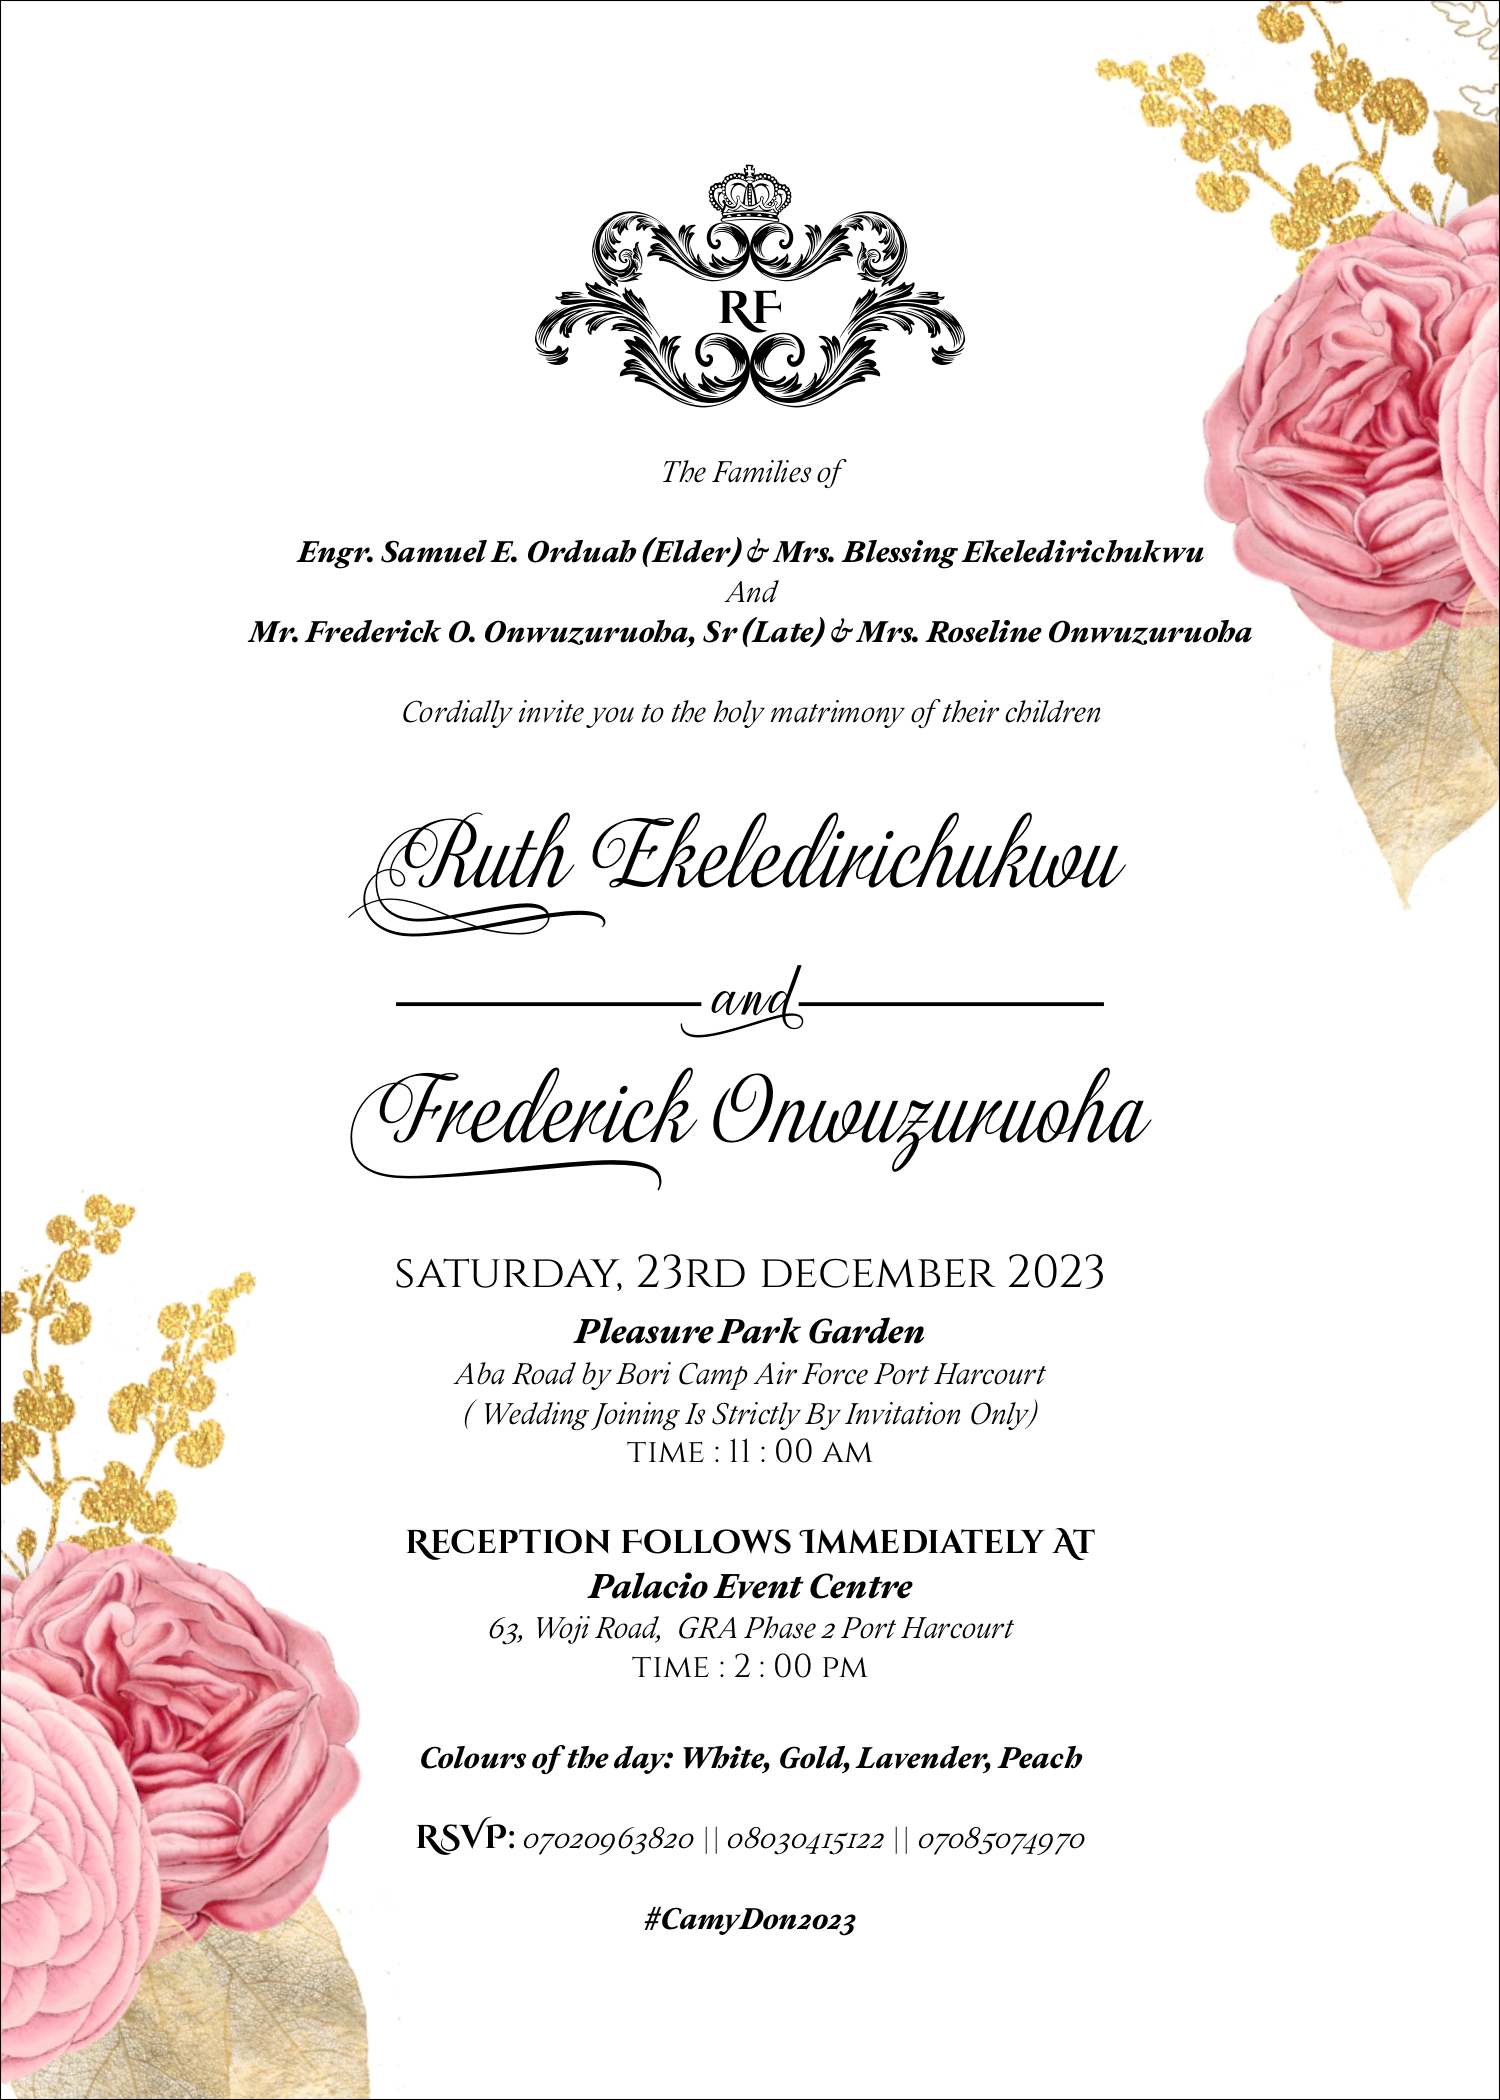 RF
The Families of
Engr. Samuel E. Orduah (Elder) & Mrs. Blessing Ekeledirichukwu
And
Mr. Frederick O. Onwuzuruoha, Sr (Late) & Mrs. Roseline Onwuzuruoha
Cordially invite you to the holy matrimony of their children
Ruth Ekeledirichukwu
and
Frederick Onwuzuruoha
SATURDAY, 23RD DECEMBER 2023
Pleasure Park Garden
Aba Road by Bori Camp Air Force Port Harcourt
( Wedding Joining Is Strictly By Invitation Only)
TIME : 11 : 00 AM
RECEPTION FOLLOWS IMMEDIATELY AT
Palacio Event Centre
63, Woji Road,  GRA Phase 2 Port Harcourt
TIME : 2 : 00 PM
Colours of the day: White, Gold, Lavender, Peach
RSVP: 07020963820 || 08030415122 || 07085074970
#CamyDon2023